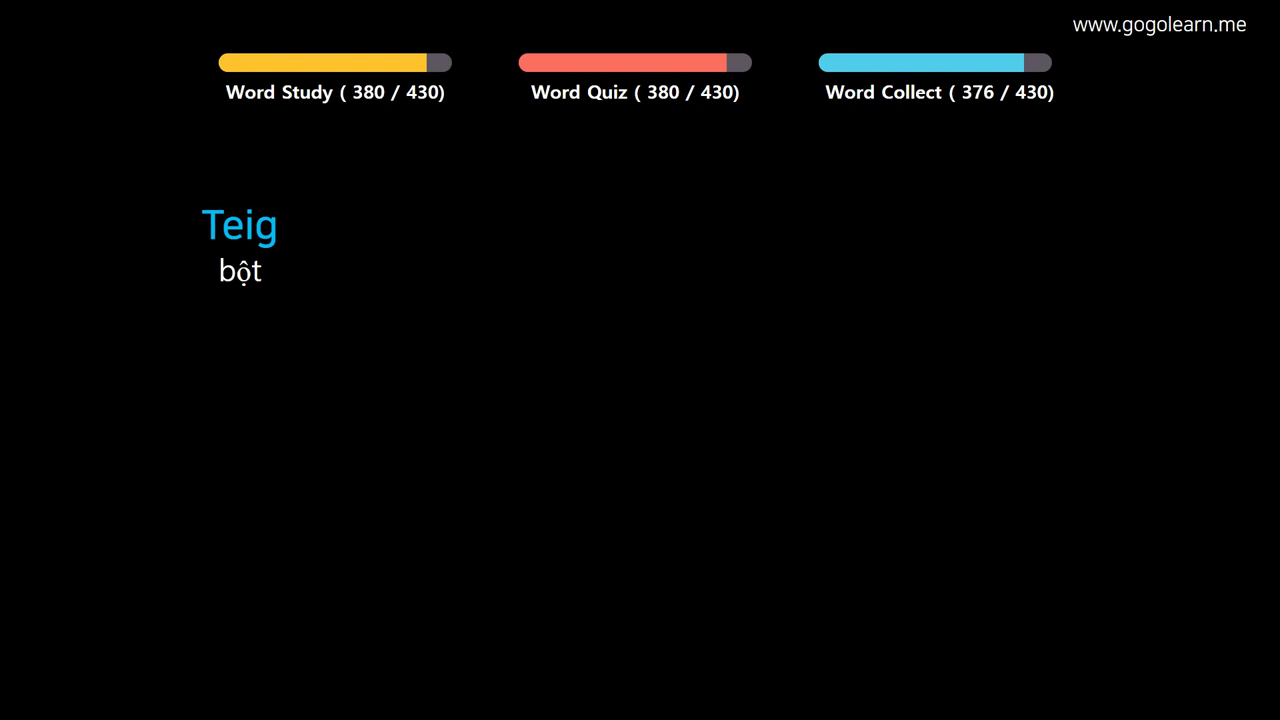 www.gogolearn.me
Word Study ( 380 / 430)
Word Quiz ( 380 / 430)
Word Collect ( 376 / 430)
Teig
bột